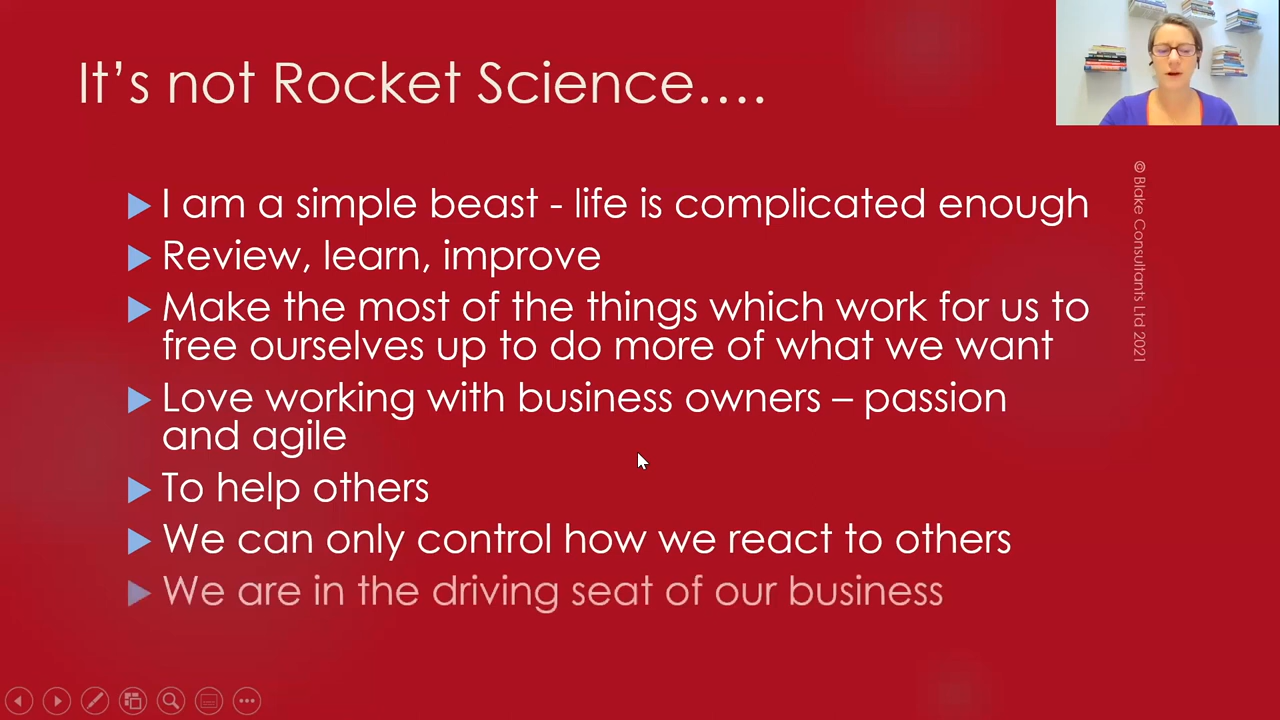 It's not Rocket Science....
I am a simple beast - life is complicated enough
Review, learn, improve
Make the most of the things which work for us to
free ourselves up to do more of what we want
Love working with business owners – passion
and agile
To help others
We can only control how we react to others
We are in the driving seat of our business
© Blake Consultants Ltd 2021